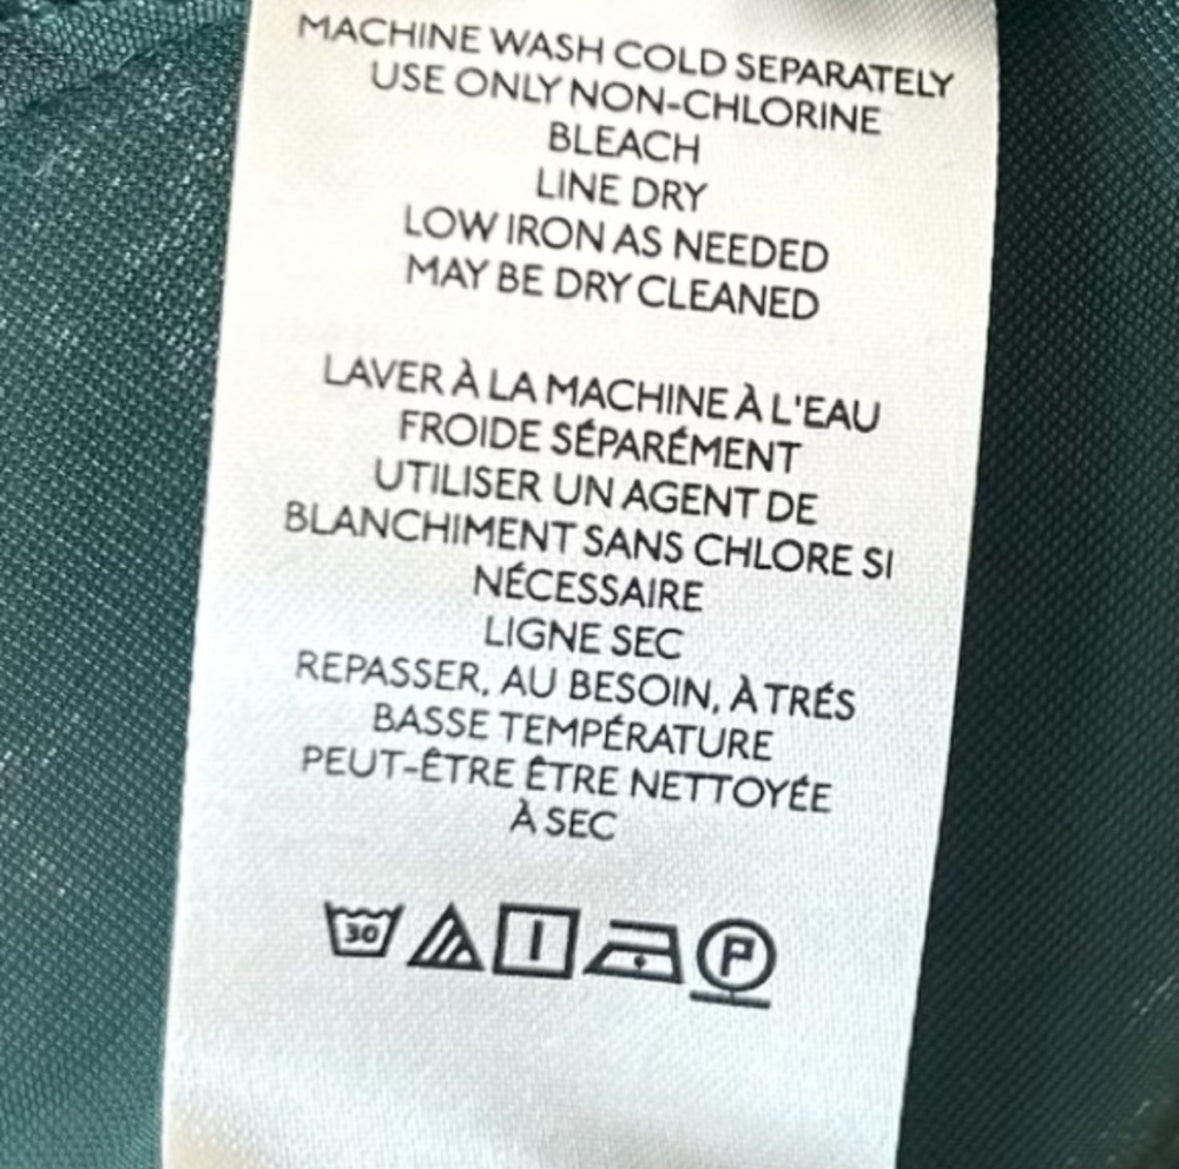 MACHINE WASH COLD SEPARATELY
USE ONLY NON-CHLORINE
BLEACH
LINE DRY
LOW IRON AS NEEDED
MAY BE DRY CLEANED
LAVER À LA MACHINE À L'EAU
FROIDE SÉPARÉMENT
UTILISER UN AGENT DE
BLANCHIMENT SANS CHLORE SI
NÉCESSAIRE
LIGNE SEC
REPASSER, AU BESOIN, À TRÉS
BASSE TEMPÉRATURE
PEUT-ÊTRE ÊTRE NETTOYÉE
À SEC
30 P